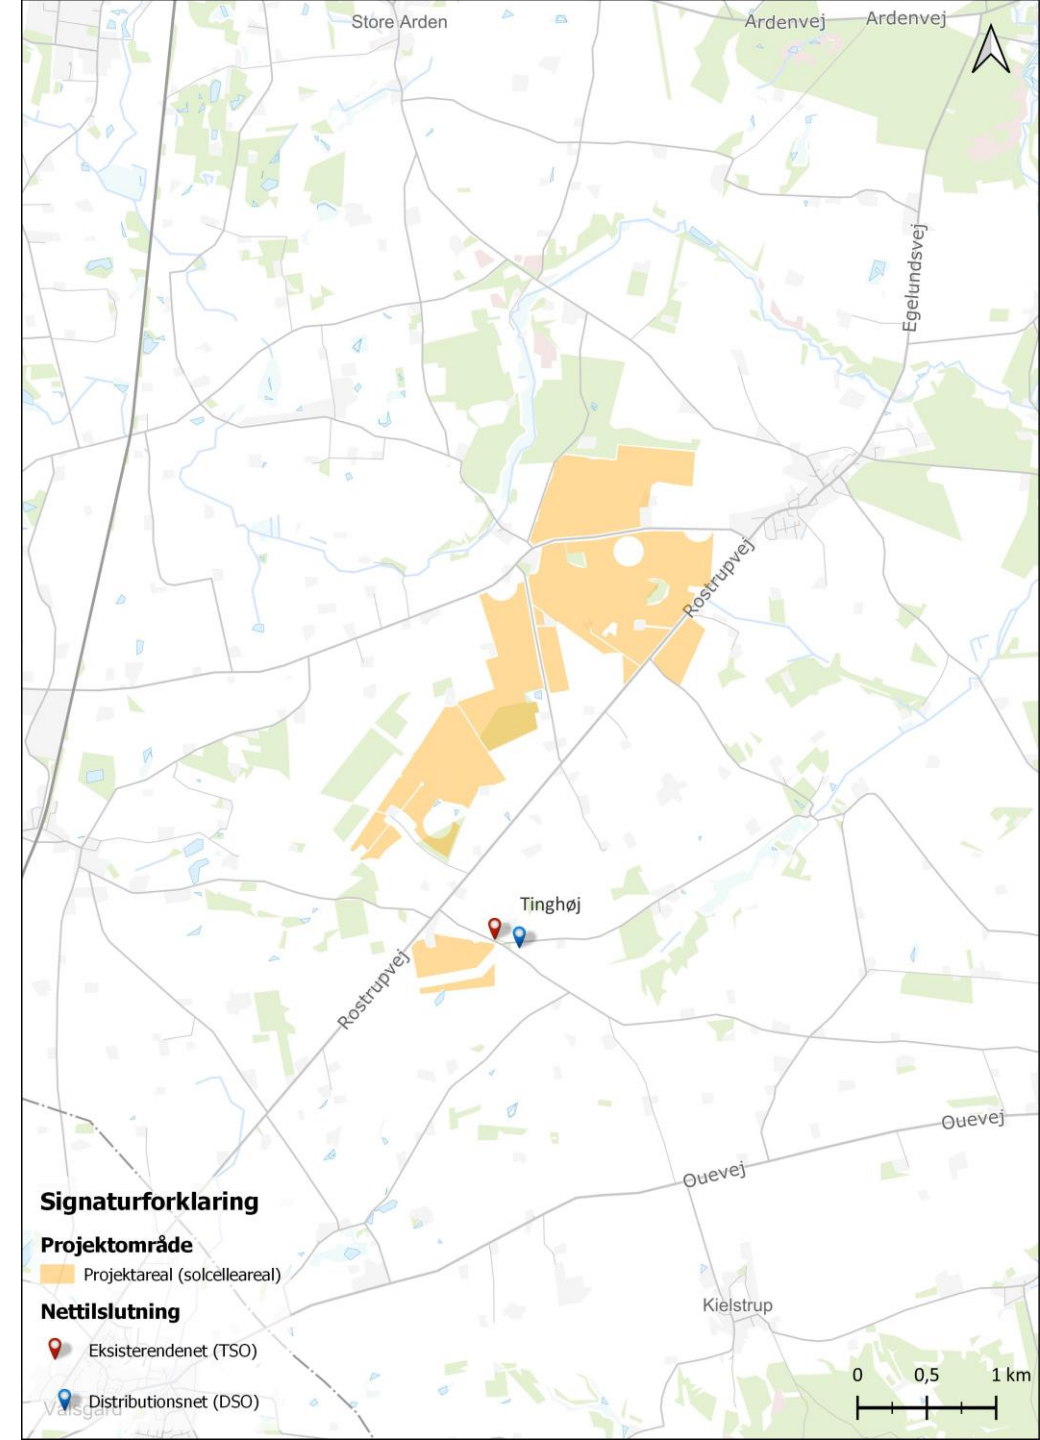 Store Arden
Ardenvej
Ardenvej
Egelundsvej
Rostrupvej
Tinghøj
Rostrupvej
Ouevej
Ouevej
Signaturforklaring
Projektområde
Projektareal (solcelleareal)
Nettilslutning
Eksisterendenet (TSO)
Distributionsnet (DSO)
Valsgård
Kielstrup
0 0,5 1 km